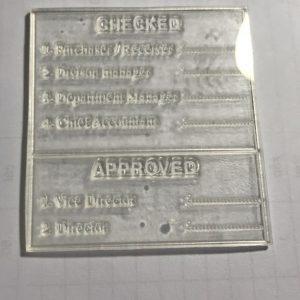 CHECKED
1. Purchaser / Receiver :
2. Division manager :
3. Department Manager :
4. Chief Accountant :
APPROVED
1. Vice Director :
2. Director :